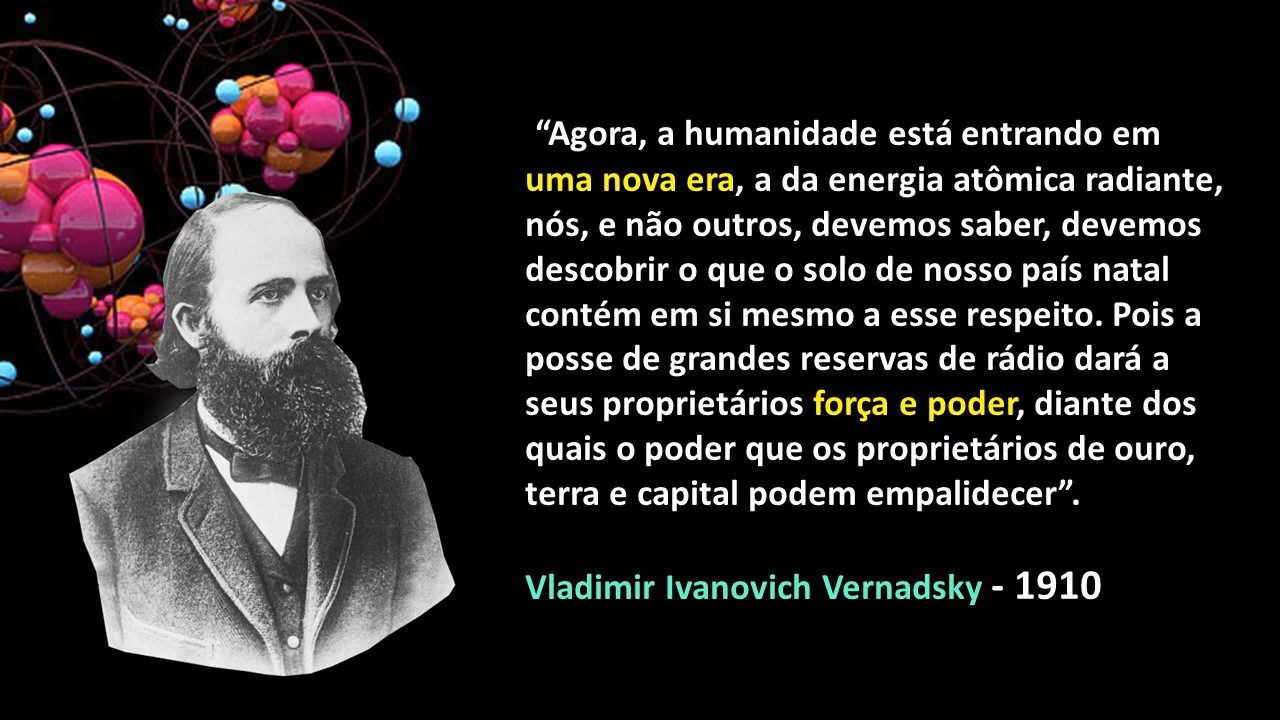 “Agora, a humanidade está entrando em
uma nova era, a da energia atômica radiante,
nós, e não outros, devemos saber, devemos
descobrir o que o solo de nosso país natal
contém em si mesmo a esse respeito. Pois a
posse de grandes reservas de rádio dará a
seus proprietários força e poder, diante dos
quais o poder que os proprietários de ouro,
terra e capital podem empalidecer”.
Vladimir Ivanovich Vernadsky - 1910